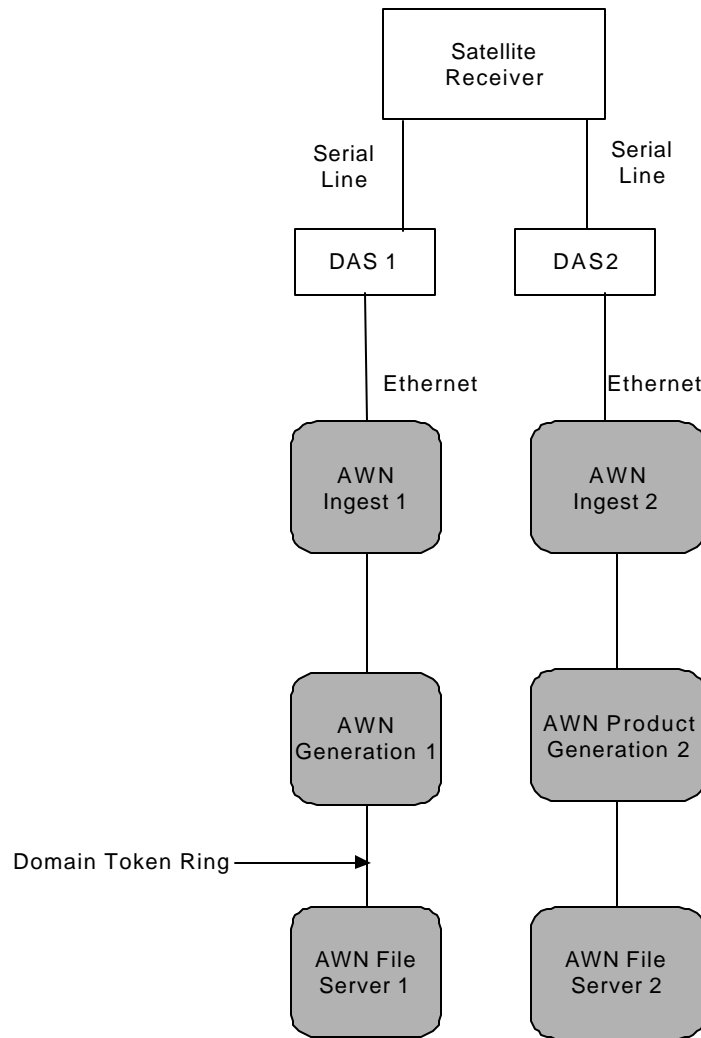 Satellite
Receiver
Serial
Line
Serial
Line
DAS 1
DAS2
Ethernet
Ethernet
AWN
Ingest 1
AWN
Ingest 2
AWN
Generation 1
AWN Product
Generation 2
Domain Token Ring
AWN File
Server 1
AWN File
Server 2